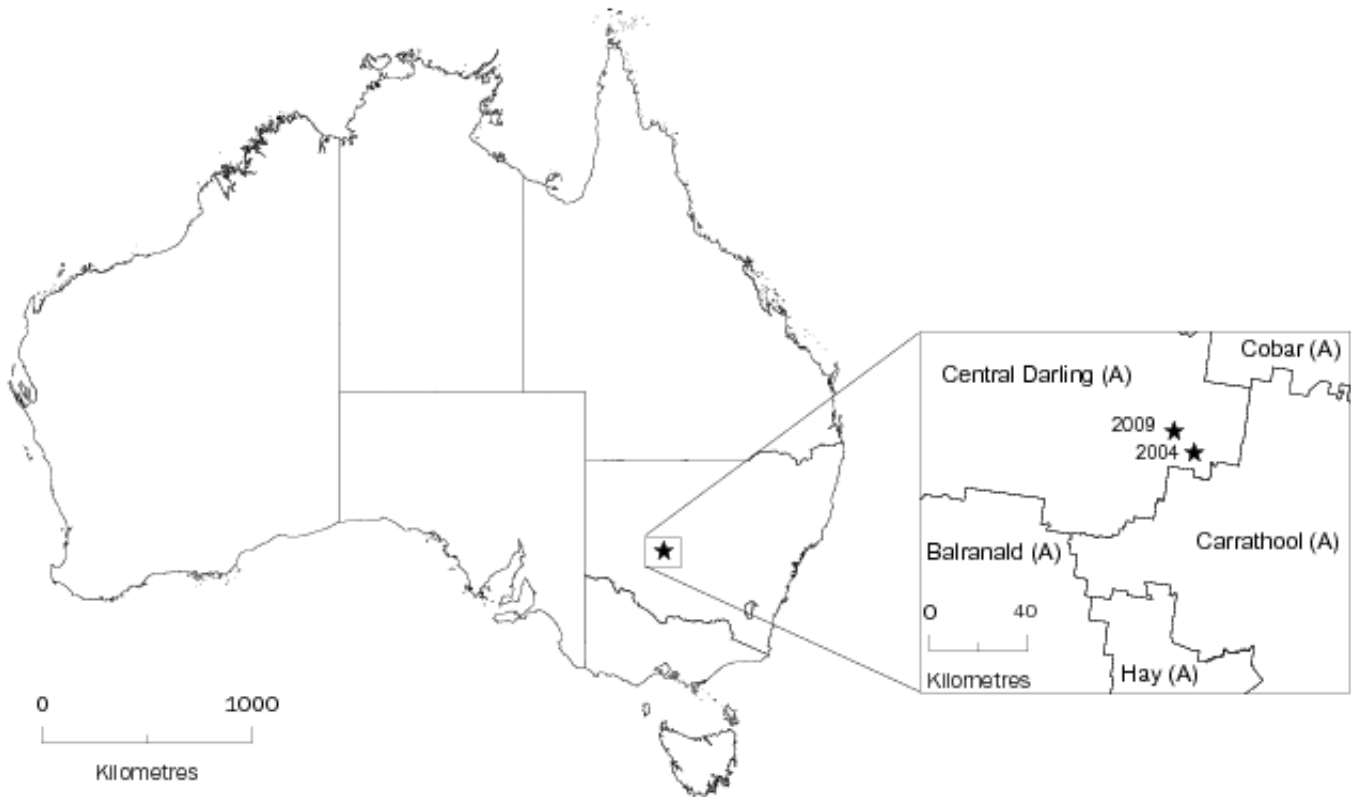 Cobar (A)
Central Darling (A)
2009
2004
Balranald (A)
Carrathool (A)
0 40
Kilometres
Hay (A)
0 1000
Kilometres